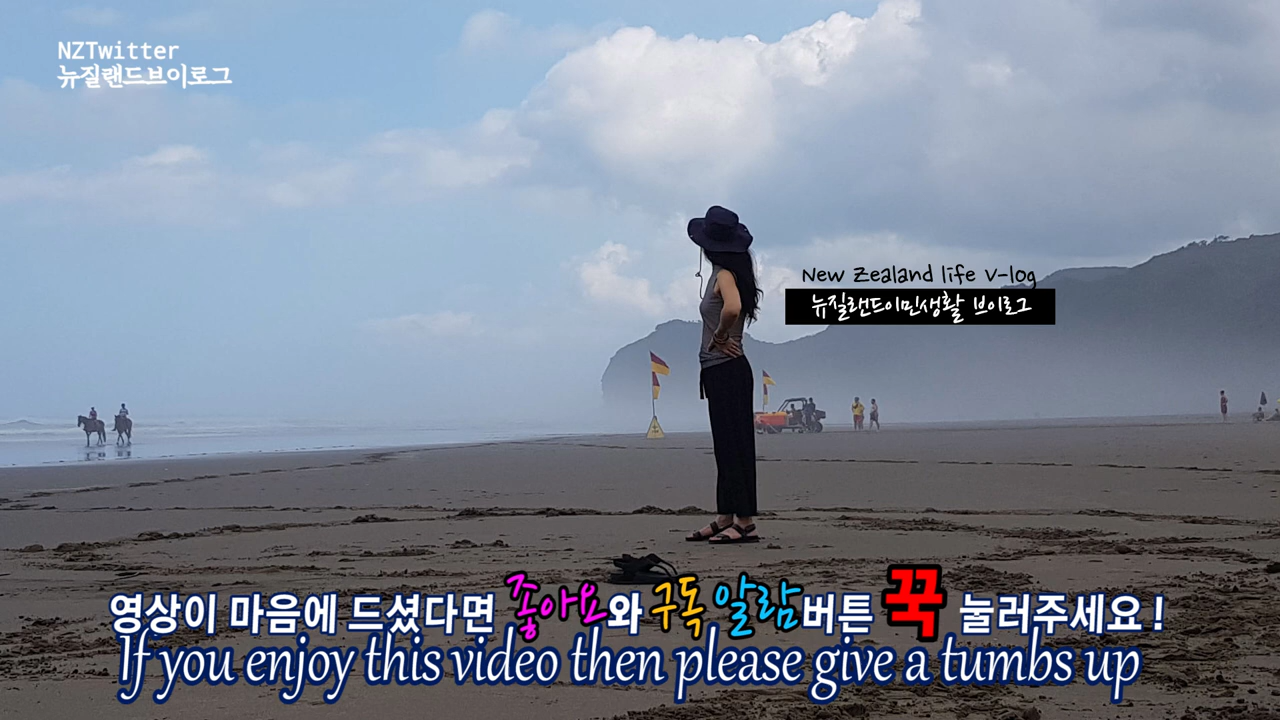 NZTwitter
뉴질랜드브이로그
New Zealand life V-log
뉴질랜드이민생활 브이로그
영상이 마음에 드셨다면 좋아요와 구독 알람버튼 꾹 눌러주세요 !
If you enjoy this video then please give a tumbs up